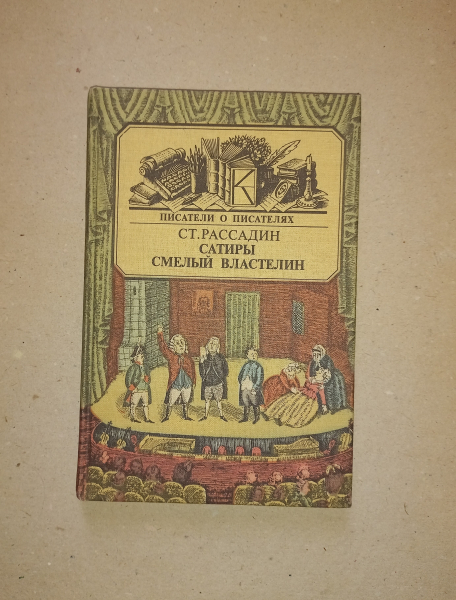 К
ПИСАТЕЛИ О ПИСАТЕЛЯХ
СТ. РАССАДИН
САТИРЫ
СМЕЛЫЙ ВЛАСТЕЛИН